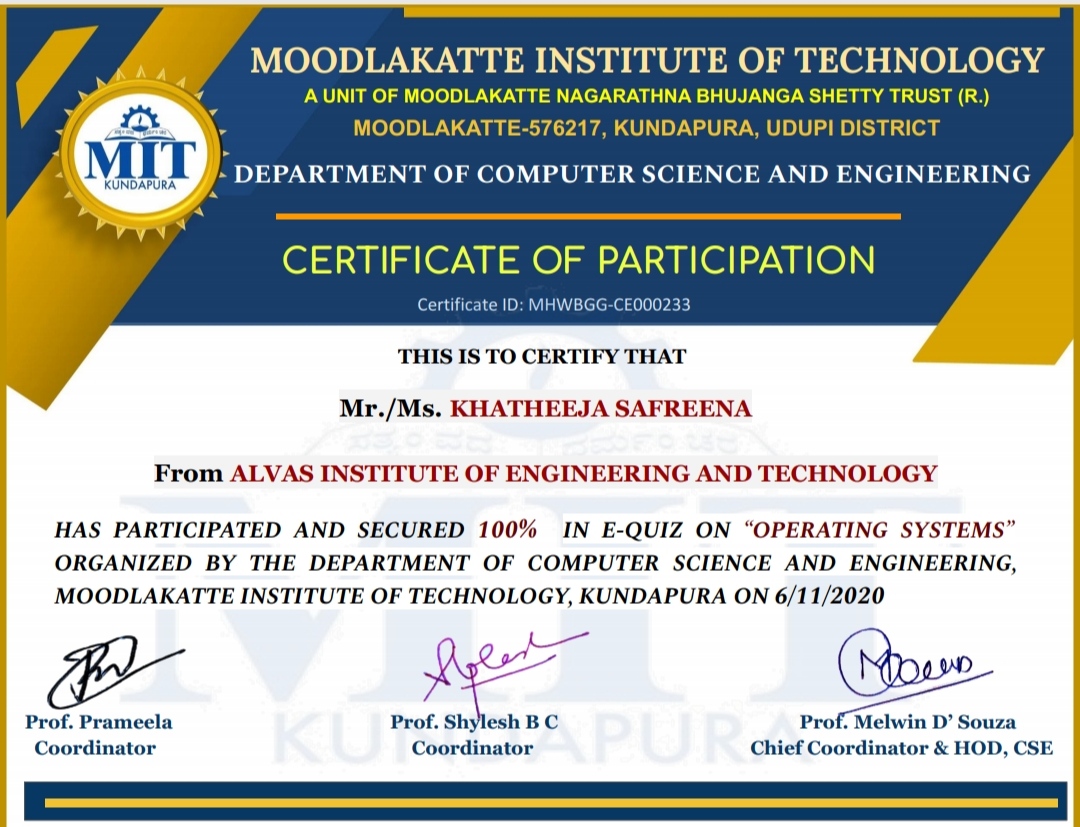 MOODLAKATTE INSTITUTE OF TECHNOLOGY
A UNIT OF MOODLAKATTE NAGARATHNA BHUJANGA SHETTY TRUST (R.)
MOODLAKATTE-576217, KUNDAPURA, UDUPI DISTRICT
MIT
KUNDAPURA
DEPARTMENT OF COMPUTER SCIENCE AND ENGINEERING
CERTIFICATE OF PARTICIPATION
Certificate ID: MHWBGG-CE000233
THIS IS TO CERTIFY THAT
Mr./Ms. KHATHEEJA SAFREENA
From ALVAS INSTITUTE OF ENGINEERING AND TECHNOLOGY
HAS PARTICIPATED AND SECURED 100% IN E-QUIZ ON “OPERATING SYSTEMS”
ORGANIZED BY THE DEPARTMENT OF COMPUTER SCIENCE AND ENGINEERING,
MOODLAKATTE INSTITUTE OF TECHNOLOGY, KUNDAPURA ON 6/11/2020
MIT
KUNDAPURA
Prof. Prameela
Coordinator
Prof. Shylesh B C
Coordinator
Prof. Melwin D’ Souza
Chief Coordinator & HOD, CSE